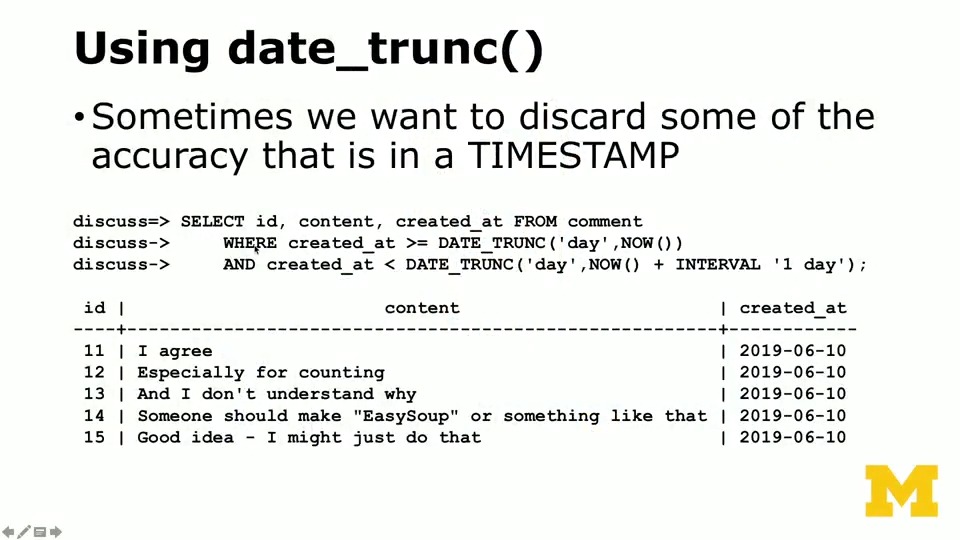 Using date_trunc()
•Sometimes we want to discard some of the
accuracy that is in a TIMESTAMP
discuss=> SELECT id, content, created_at FROM comment
discuss->     WHERE created_at >= DATE_TRUNC('day',NOW())
discuss->     AND created_at < DATE_TRUNC('day',NOW() + INTERVAL '1 day');
 id |                        content                        | created_at
----+-------------------------------------------------------+------------
 11 | I agree                                               | 2019-06-10
 12 | Especially for counting                               | 2019-06-10
 13 | And I don't understand why                            | 2019-06-10
 14 | Someone should make "EasySoup" or something like that | 2019-06-10
 15 | Good idea - I might just do that                      | 2019-06-10
M